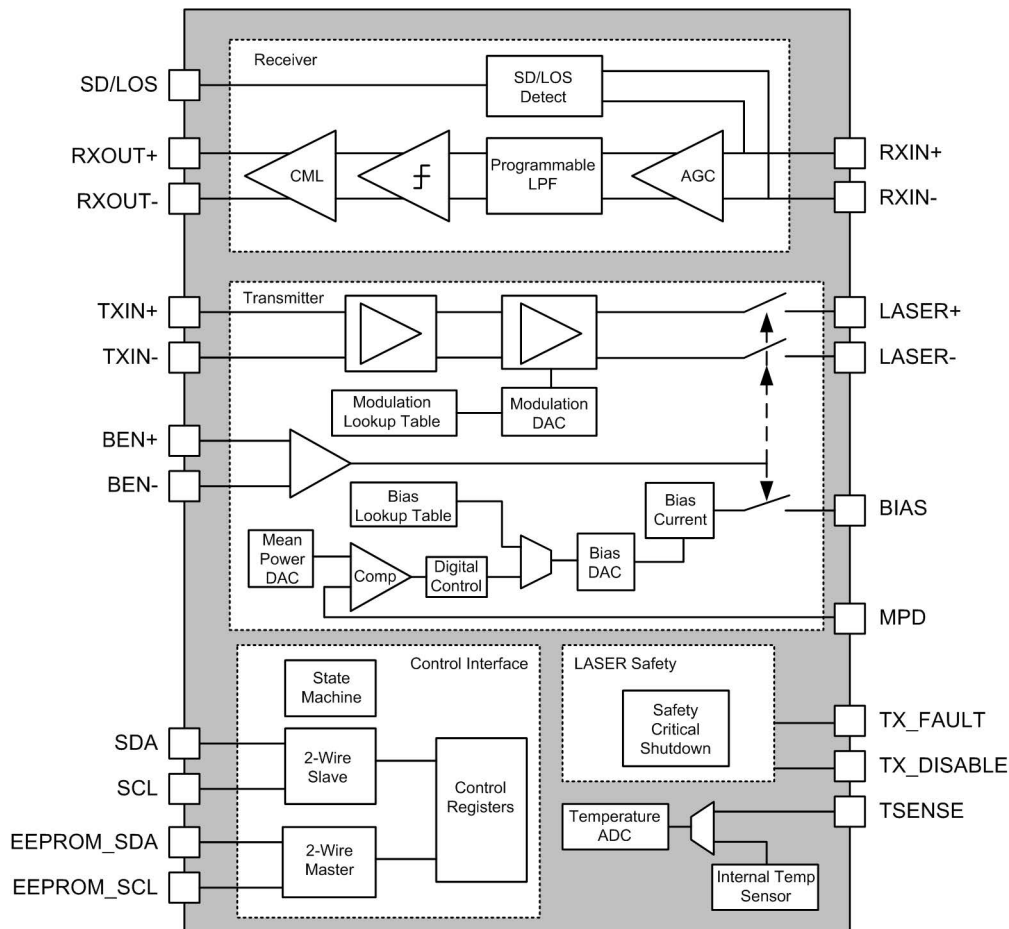 Receiver
SD/LOS
SD/LOS
Detect
RXOUT+
RXOUT-
CML
Programmable
LPF
AGC
RXIN+
RXIN-
Transmitter
TXIN+
TXIN-
LASER+
LASER-
Modulation
Lookup Table
Modulation
DAC
BEN+
BEN-
Bias
Lookup Table
Bias
Current
BIAS
Mean
Power
DAC
Comp
Digital
Control
Bias
DAC
MPD
Control Interface
State
Machine
SDA
SCL
2-Wire
Slave
Control
Registers
EEPROM_SDA
EEPROM_SCL
2-Wire
Master
LASER Safety
Safety
Critical
Shutdown
TX_FAULT
TX_DISABLE
TSENSE
Temperature
ADC
Internal Temp
Sensor